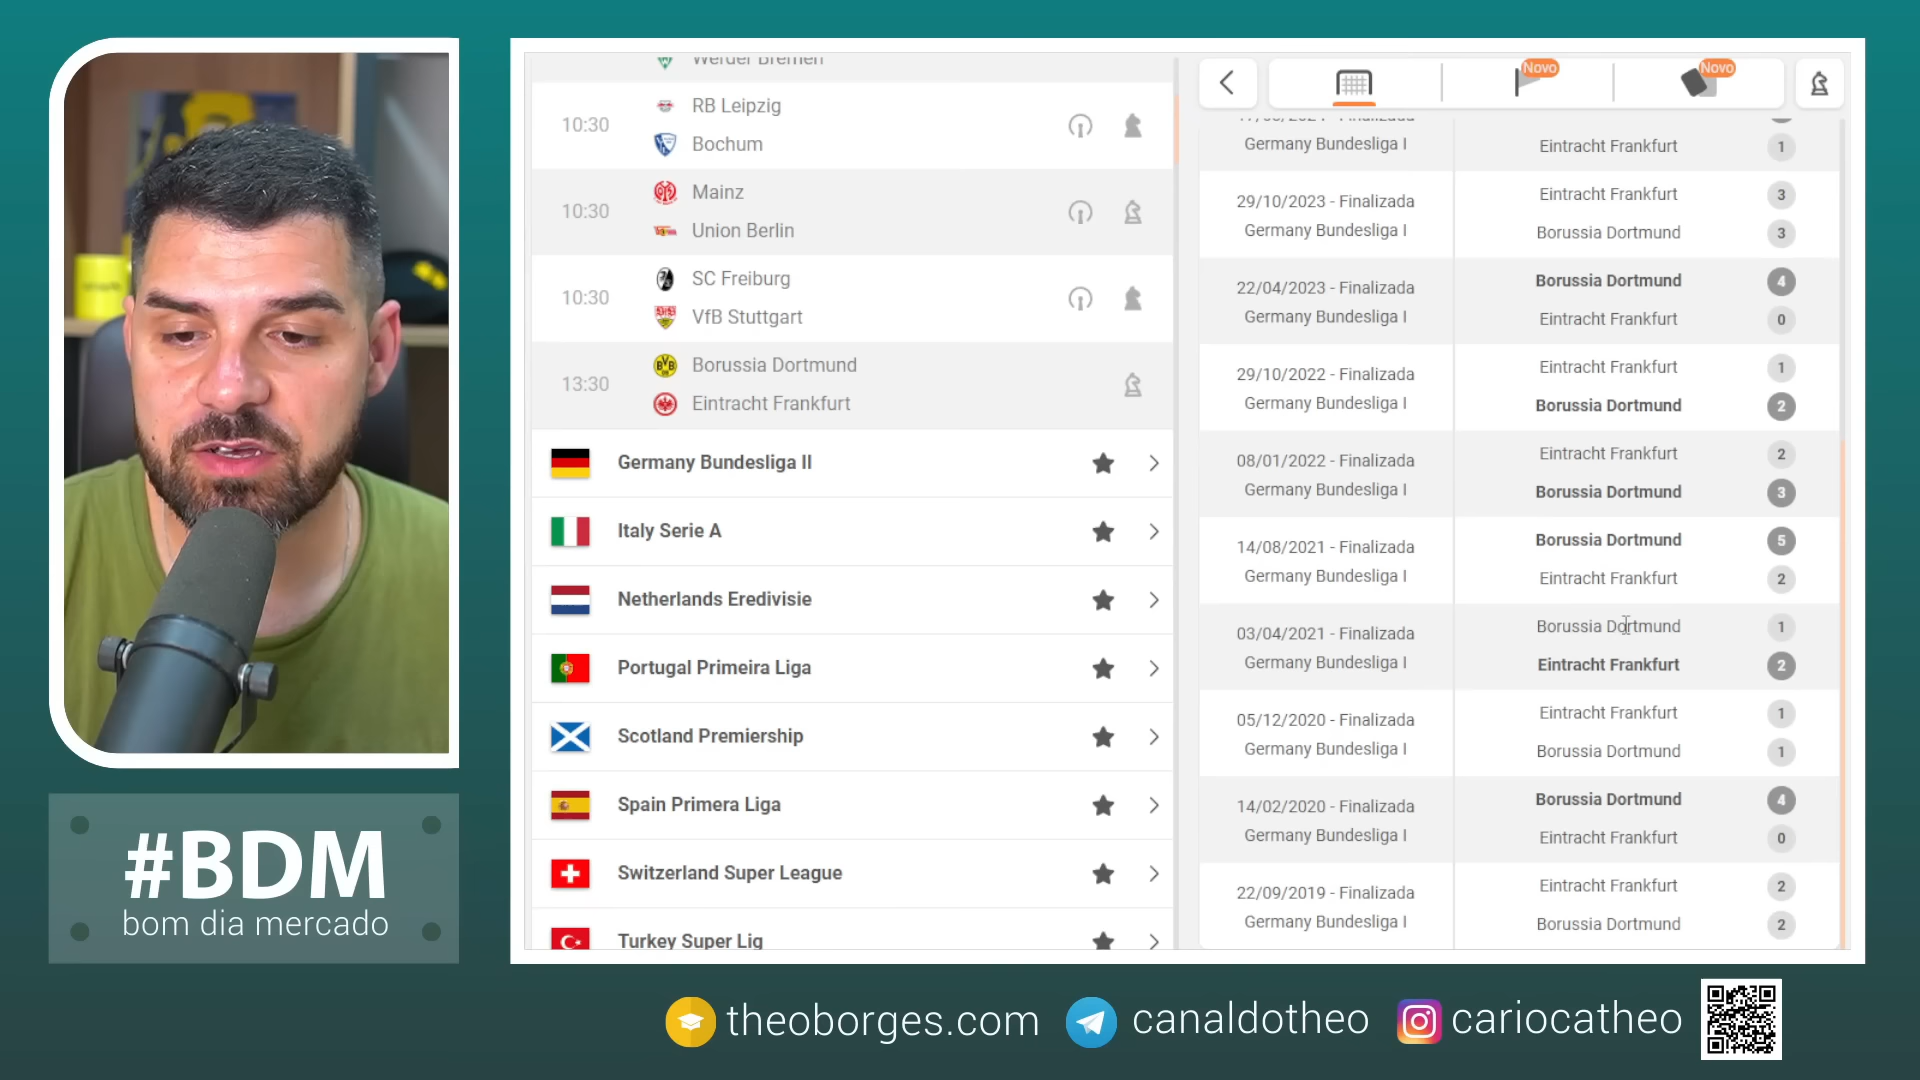 Werder Bremen
10:30
RB Leipzig
Bochum
10:30
Mainz
Union Berlin
10:30
SC Freiburg
VfB Stuttgart
13:30
Borussia Dortmund
Eintracht Frankfurt
Germany Bundesliga II
Italy Serie A
Netherlands Eredivisie
Portugal Primeira Liga
Scotland Premiership
Spain Primera Liga
Switzerland Super League
Turkey Super Lig
Novo
Novo
Germany Bundesliga I
Eintracht Frankfurt 1
29/10/2023 - Finalizada
Germany Bundesliga I
Eintracht Frankfurt 3
Borussia Dortmund 3
22/04/2023 - Finalizada
Germany Bundesliga I
Borussia Dortmund 4
Eintracht Frankfurt 0
29/10/2022 - Finalizada
Germany Bundesliga I
Eintracht Frankfurt 1
Borussia Dortmund 2
08/01/2022 - Finalizada
Germany Bundesliga I
Eintracht Frankfurt 2
Borussia Dortmund 3
14/08/2021 - Finalizada
Germany Bundesliga I
Borussia Dortmund 5
Eintracht Frankfurt 2
03/04/2021 - Finalizada
Germany Bundesliga I
Borussia Dortmund 1
Eintracht Frankfurt 2
05/12/2020 - Finalizada
Germany Bundesliga I
Eintracht Frankfurt 1
Borussia Dortmund 1
14/02/2020 - Finalizada
Germany Bundesliga I
Borussia Dortmund 4
Eintracht Frankfurt 0
22/09/2019 - Finalizada
Germany Bundesliga I
Eintracht Frankfurt 2
Borussia Dortmund 2
#BDM
bom dia mercado
theoborges.com
canaldotheo
cariocatheo